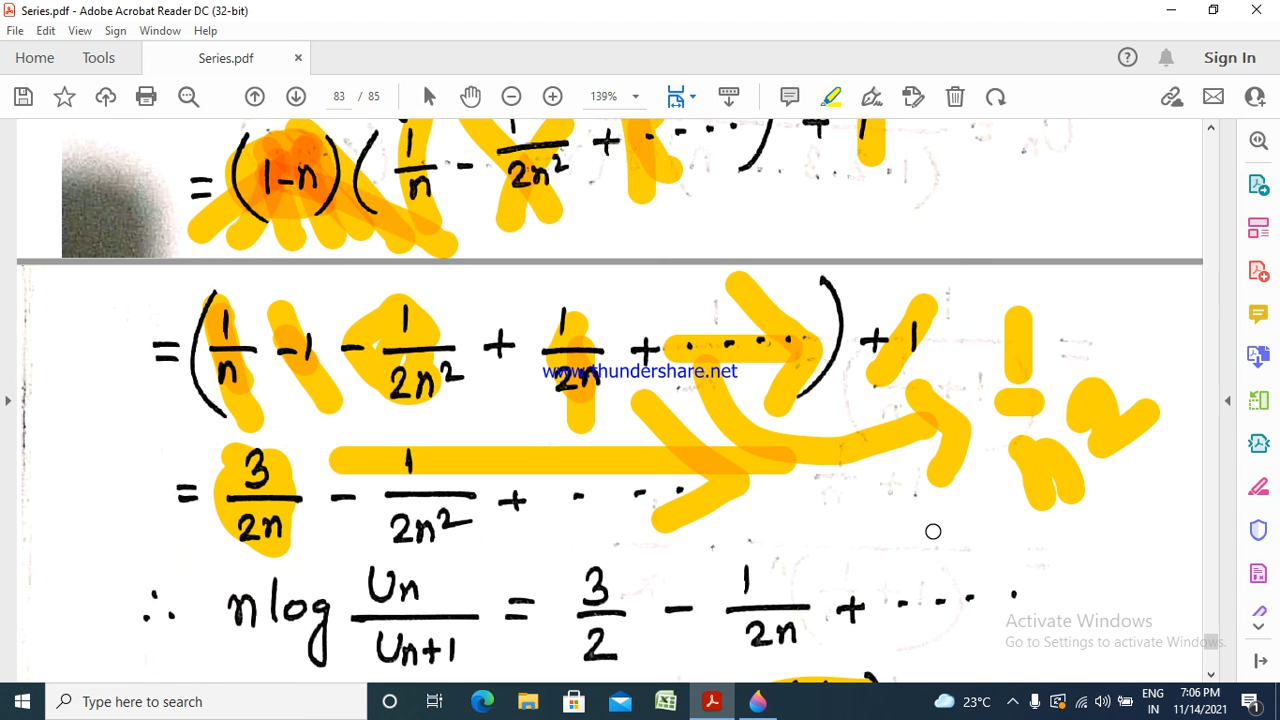 Series.pdf - Adobe Acrobat Reader DC (32-bit)
File Edit View Sign Window Help
Home Tools Series.pdf × Sign In
83 / 85 139%
= (1-n) (1/n - 1/2n² + ....) + 1
= (1/n - 1 - 1/2n² + 1/2n + .....) + 1
1/n²
www.thundershare.net
= 3/2n - 1/2n² + ....
∴ n log Un/Un+1 = 3/2 - 1/2n + .....
Activate Windows
Go to Settings to activate Windows.
Type here to search
23°C
ENG
IN
7:06 PM
11/14/2021
1